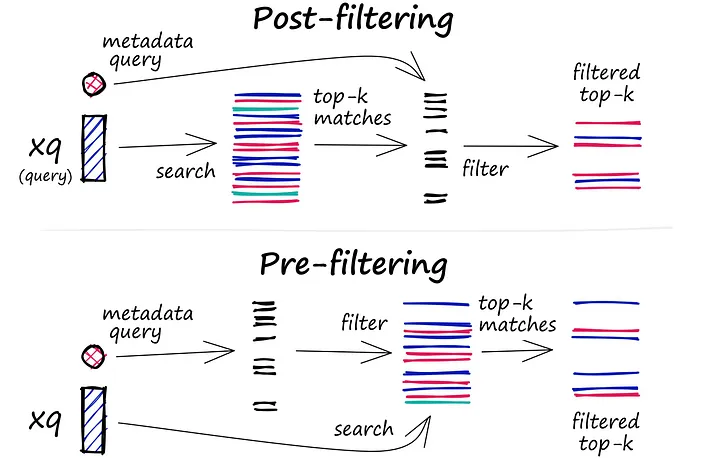 Post-filtering
metadata
query
xq
(query)
search
top-k
matches
filter
filtered
top-k
Pre-filtering
metadata
query
xq
filter
search
top-k
matches
filtered
top-k